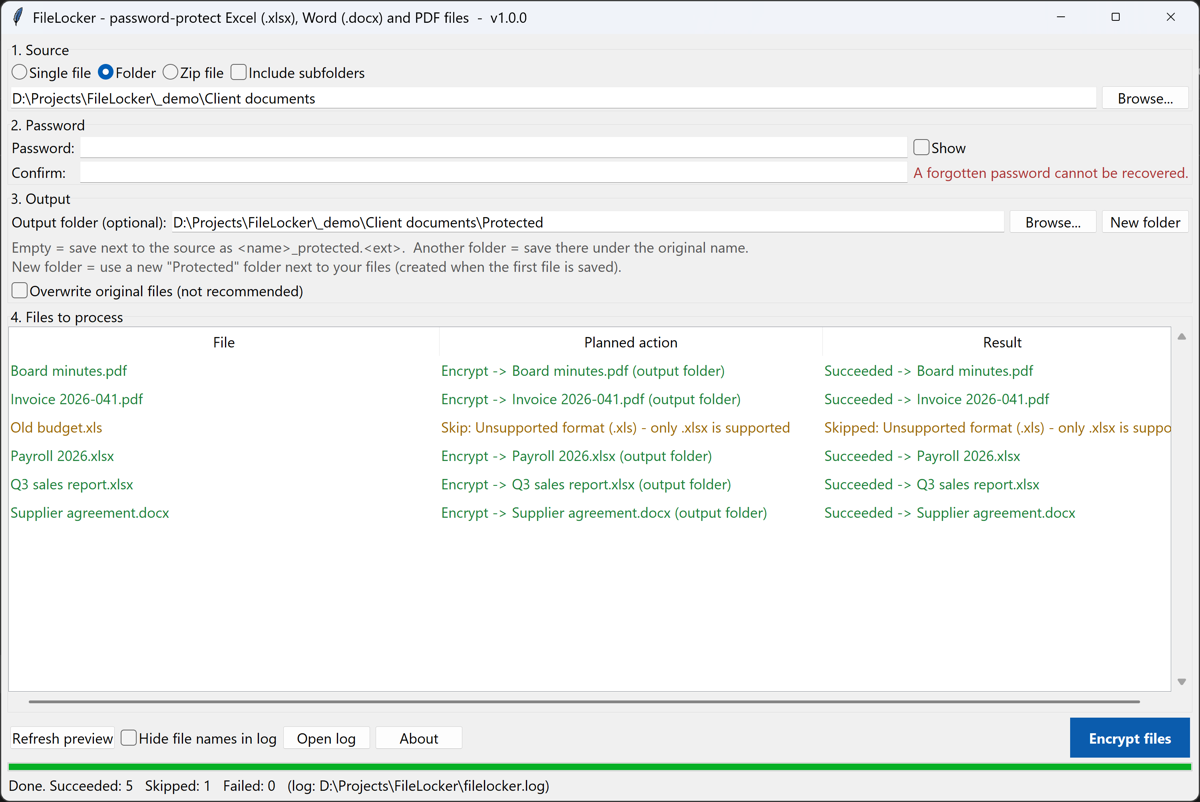 FileLocker - password-protect Excel (.xlsx), Word (.docx) and PDF files - v1.0.0
1. Source
Single file Folder Zip file Include subfolders
D:\Projects\FileLocker\_demo\Client documents Browse...
2. Password
Password: Show
Confirm: A forgotten password cannot be recovered.
3. Output
Output folder (optional): D:\Projects\FileLocker\_demo\Client documents\Protected Browse... New folder
Empty = save next to the source as <name>_protected.<ext>. Another folder = save there under the original name.
New folder = use a new "Protected" folder next to your files (created when the first file is saved).
Overwrite original files (not recommended)
4. Files to process
File Planned action Result
Board minutes.pdf Encrypt -> Board minutes.pdf (output folder) Succeeded -> Board minutes.pdf
Invoice 2026-041.pdf Encrypt -> Invoice 2026-041.pdf (output folder) Succeeded -> Invoice 2026-041.pdf
Old budget.xls Skip: Unsupported format (.xls) - only .xlsx is supported Skipped: Unsupported format (.xls) - only .xlsx is suppo
Payroll 2026.xlsx Encrypt -> Payroll 2026.xlsx (output folder) Succeeded -> Payroll 2026.xlsx
Q3 sales report.xlsx Encrypt -> Q3 sales report.xlsx (output folder) Succeeded -> Q3 sales report.xlsx
Supplier agreement.docx Encrypt -> Supplier agreement.docx (output folder) Succeeded -> Supplier agreement.docx
Refresh preview Hide file names in log Open log About Encrypt files
Done. Succeeded: 5 Skipped: 1 Failed: 0 (log: D:\Projects\FileLocker\filelocker.log)